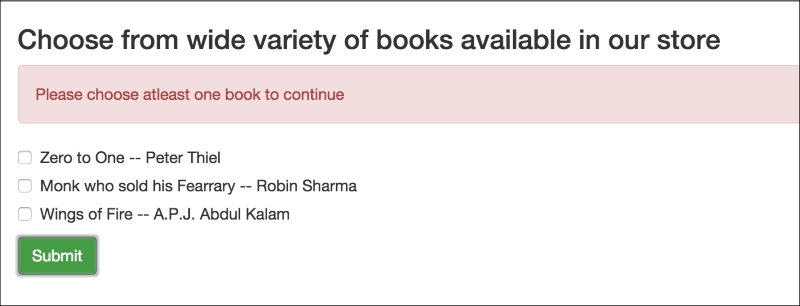 Choose from wide variety of books available in our store
Please choose atleast one book to continue
Zero to One -- Peter Thiel
Monk who sold his Fearrary -- Robin Sharma
Wings of Fire -- A.P.J. Abdul Kalam
Submit